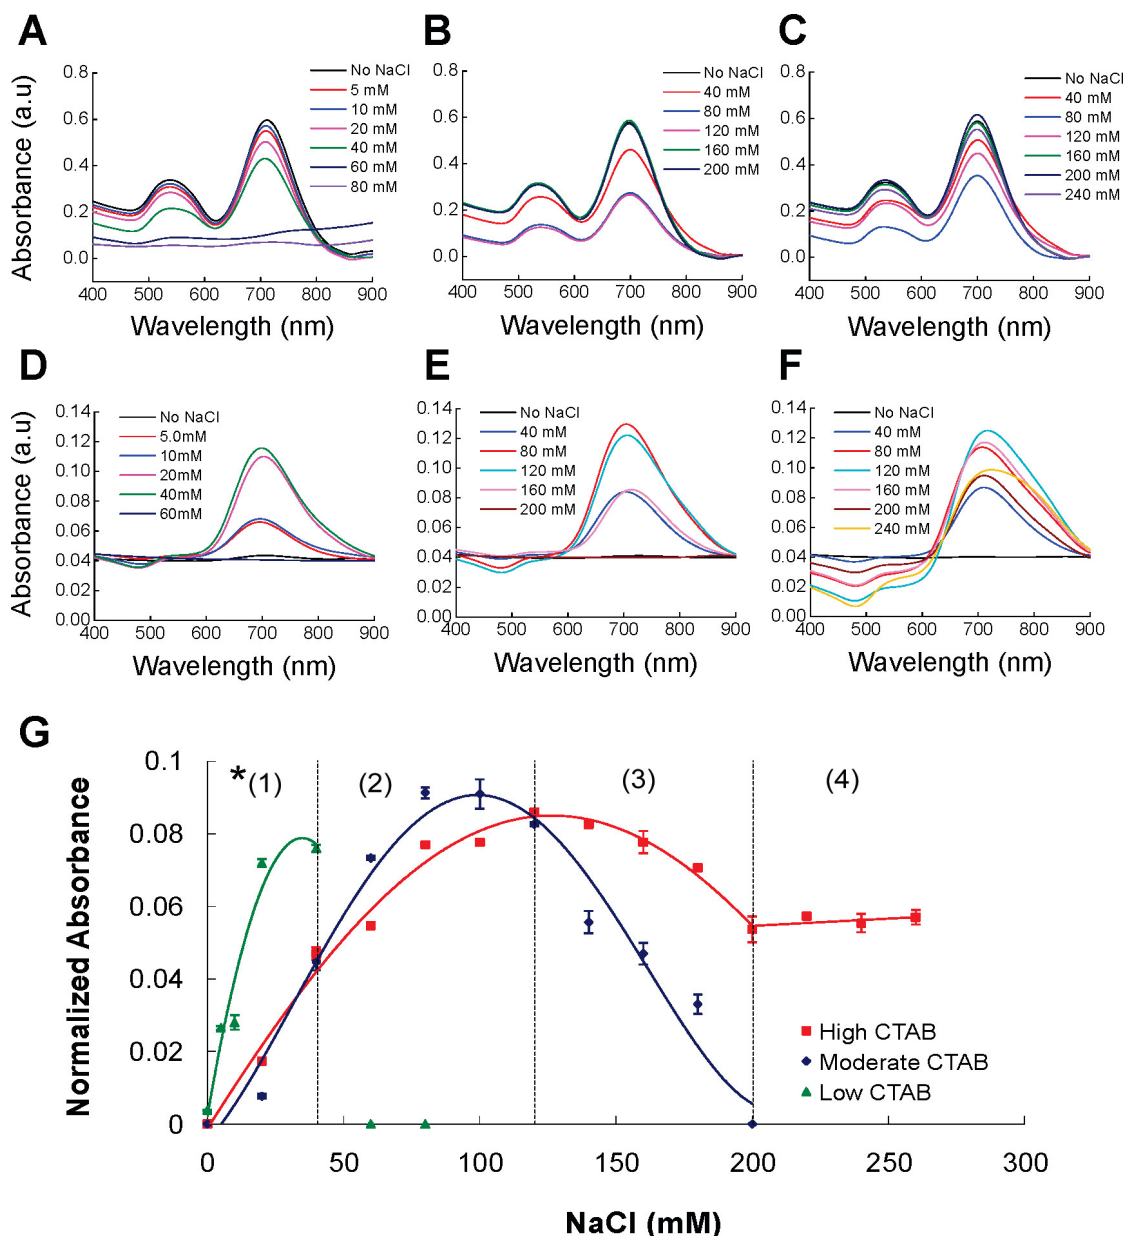 A
Absorbance (a.u)
0.8
0.6
0.4
0.2
0.0
No NaCl
5 mM
10 mM
20 mM
40 mM
60 mM
80 mM
400 500 600 700 800 900
Wavelength (nm)
B
0.8
0.6
0.4
0.2
0.0
No NaCl
40 mM
80 mM
120 mM
160 mM
200 mM
400 500 600 700 800 900
Wavelength (nm)
C
0.8
0.6
0.4
0.2
0.0
No NaCl
40 mM
80 mM
120 mM
160 mM
200 mM
240 mM
400 500 600 700 800 900
Wavelength (nm)
D
Absorbance (a.u)
0.14
0.12
0.10
0.08
0.06
0.04
0.02
0.00
No NaCl
5.0mM
10mM
20mM
40mM
60mM
400 500 600 700 800 900
Wavelength (nm)
E
0.14
0.12
0.10
0.08
0.06
0.04
0.02
0.00
No NaCl
40 mM
80 mM
120 mM
160 mM
200 mM
400 500 600 700 800 900
Wavelength (nm)
F
0.14
0.12
0.10
0.08
0.06
0.04
0.02
0.00
No NaCl
40 mM
80 mM
120 mM
160 mM
200 mM
240 mM
400 500 600 700 800 900
Wavelength (nm)
G
Normalized Absorbance
0.1
0.08
0.06
0.04
0.02
0
*(1) (2) (3) (4)
High CTAB
Moderate CTAB
Low CTAB
0 50 100 150 200 250 300
NaCl (mM)